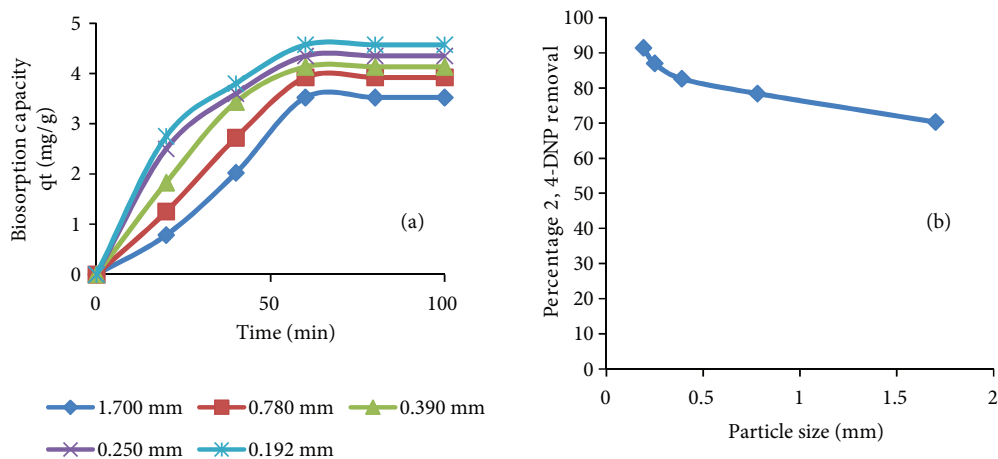 Biosorption capacity
qt (mg/g)
5
4
3
2
1
0
0
50
100
Time (min)
(a)
1.700 mm
0.780 mm
0.390 mm
0.250 mm
0.192 mm
Percentage 2, 4-DNP removal
100
90
80
70
60
50
40
30
20
10
0
0
0.5
1
1.5
2
Particle size (mm)
(b)